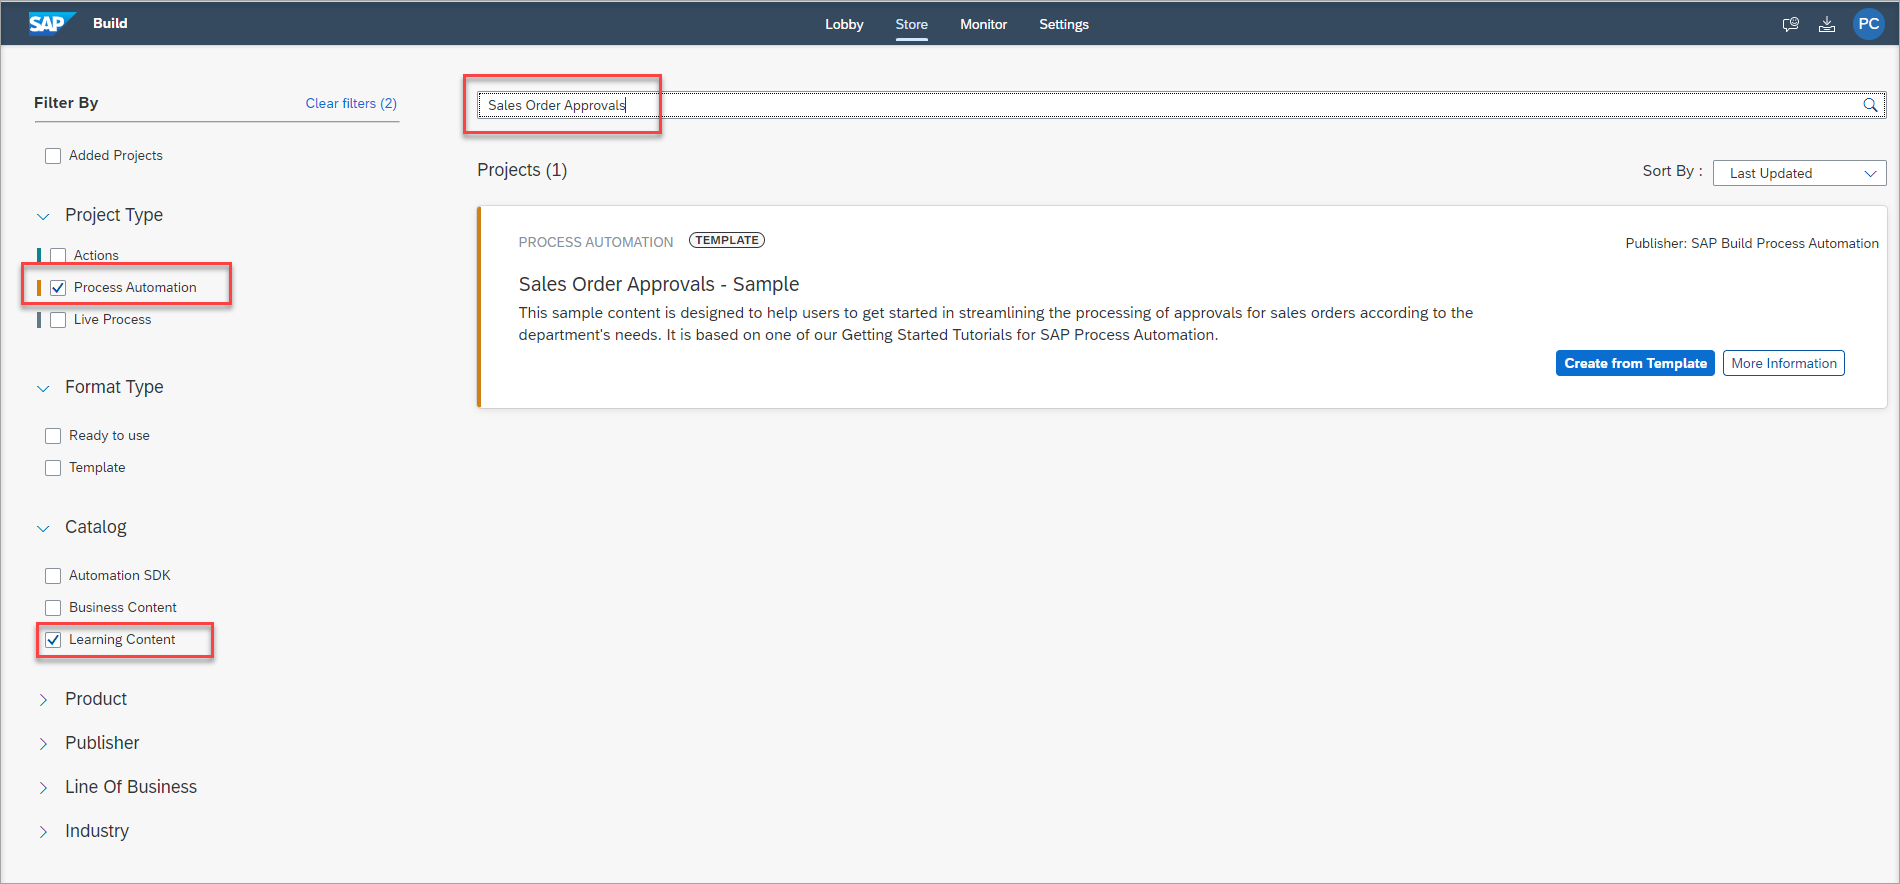 SAP Build Lobby Store Monitor Settings PC
Filter By Clear filters (2)
Added Projects
Project Type
Actions
Process Automation
Live Process
Format Type
Ready to use
Template
Catalog
Automation SDK
Business Content
Learning Content
Product
Publisher
Line Of Business
Industry
Sales Order Approvals
Projects (1)
Sort By : Last Updated
PROCESS AUTOMATION TEMPLATE
Publisher: SAP Build Process Automation
Sales Order Approvals - Sample
This sample content is designed to help users to get started in streamlining the processing of approvals for sales orders according to the
department's needs. It is based on one of our Getting Started Tutorials for SAP Process Automation.
Create from Template More Information